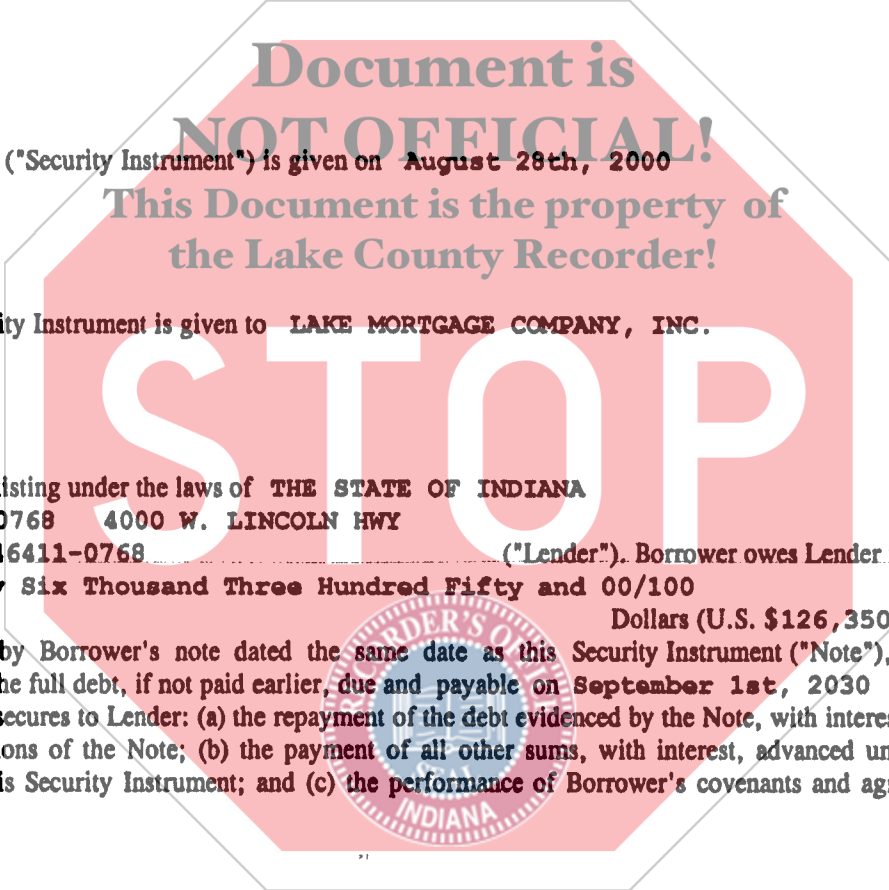 Document is
NOT OFFICIAL!
("Security Instrument") is given on August 28th, 2000
This Document is the property of
the Lake County Recorder!
ity Instrument is given to LAKE MORTGAGE COMPANY, INC.
STOP
isting under the laws of THE STATE OF INDIANA
0768 4000 W. LINCOLN HWY
6411-0768 ("Lender"). Borrower owes Lender
Six Thousand Three Hundred Fifty and 00/100
Dollars (U.S. $126,350
by Borrower's note dated the same date as this Security Instrument ("Note"),
he full debt, if not paid earlier, due and payable on September 1st, 2030
secures to Lender: (a) the repayment of the debt evidenced by the Note, with interes
ons of the Note; (b) the payment of all other sums, with interest, advanced un
is Security Instrument; and (c) the performance of Borrower's covenants and ag
INDIANA